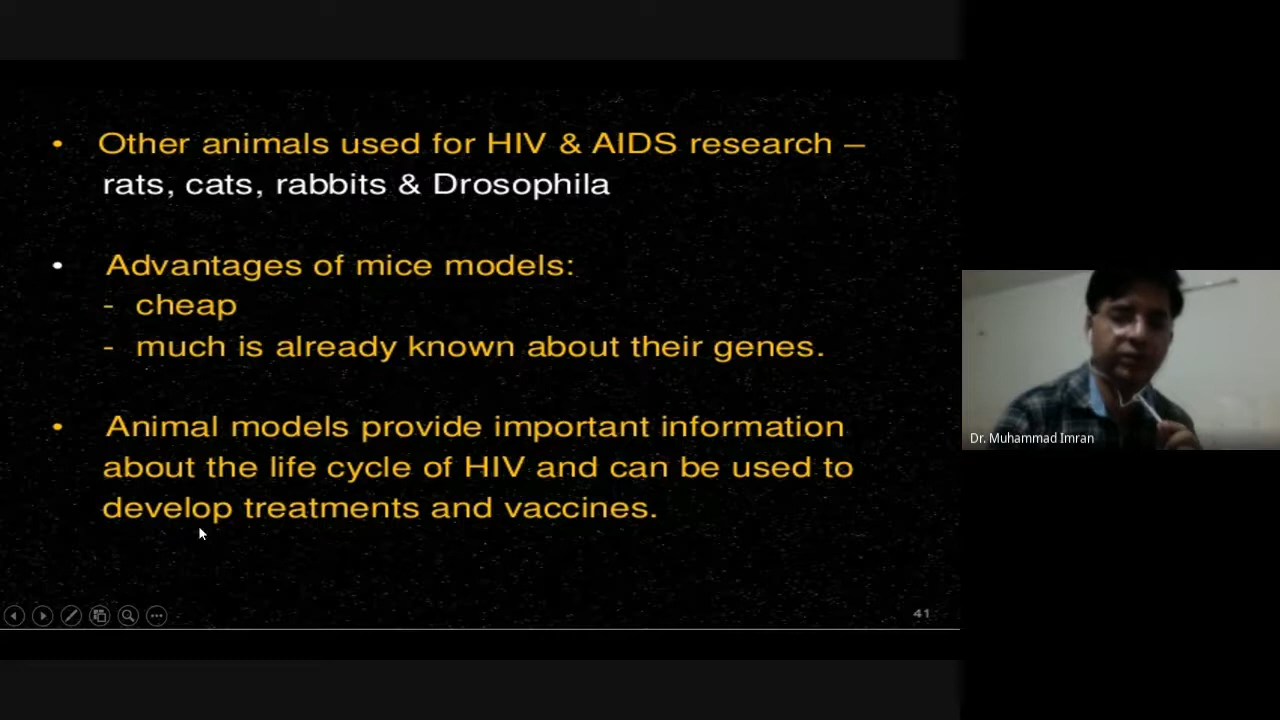 • Other animals used for HIV & AIDS research –
rats, cats, rabbits & Drosophila
• Advantages of mice models:
- cheap
- much is already known about their genes.
• Animal models provide important information
about the life cycle of HIV and can be used to
develop treatments and vaccines.
41
Dr. Muhammad Imran